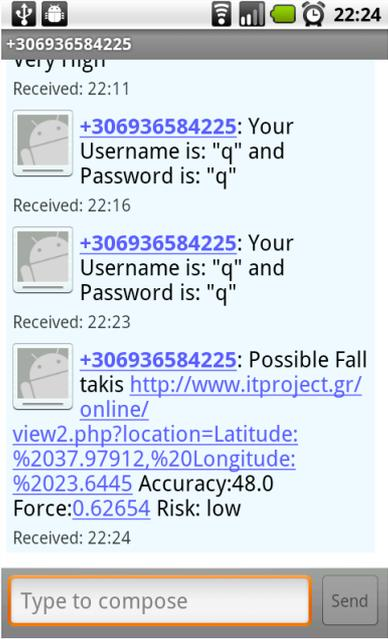 22:24
+306936584225
Very High
Received: 22:11
+306936584225: Your
Username is: "q" and
Password is: "q"
Received: 22:16
+306936584225: Your
Username is: "q" and
Password is: "q"
Received: 22:23
+306936584225: Possible Fall
takis http://www.itproject.gr/
online/
view2.php?location=Latitude:
%2037.97912,%20Longitude:
%2023.6445 Accuracy:48.0
Force:0.62654 Risk: low
Received: 22:24
Type to compose
Send